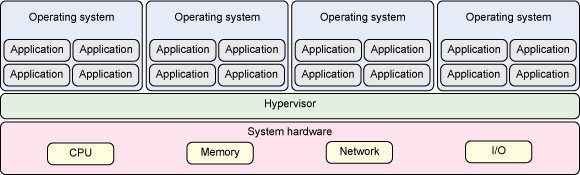 Operating system Operating system Operating system Operating system
Application Application Application Application Application Application Application Application
Application Application Application Application Application Application Application Application
Hypervisor
System hardware
CPU Memory Network I/O